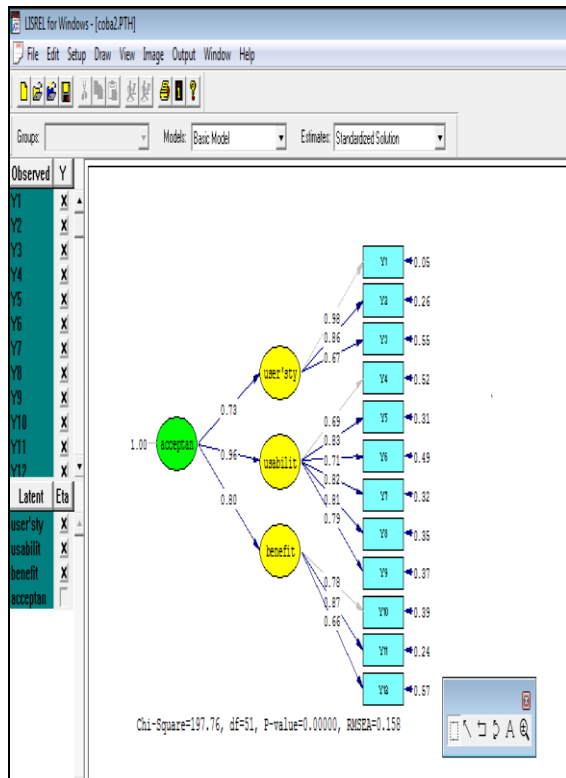 LISREL for Windows - [coba2.PTH]
File Edit Setup Draw View Image Output Window Help
Groups: Models: Basic Model Estimates: Standardized Solution
Observed Y
Y1 X
Y2 X
Y3 X
Y4 X
Y5 X
Y6 X
Y7 X
Y8 X
Y9 X
Y10 X
Y11 X
Y12 X
Latent Eta
user'sty X
usabilit X
benefit X
acceptan
1.00
acceptan
0.73
0.96
0.80
user'sty
usabilit
benefit
0.98
0.86
0.67
0.69
0.83
0.71
0.82
0.81
0.79
0.78
0.87
0.66
Y1 0.05
Y2 0.26
Y3 0.55
Y4 0.52
Y5 0.31
Y6 0.49
Y7 0.32
Y8 0.35
Y9 0.37
Y10 0.39
Y11 0.24
Y12 0.57
Chi-Square=197.76, df=51, P-value=0.00000, RMSEA=0.158
A